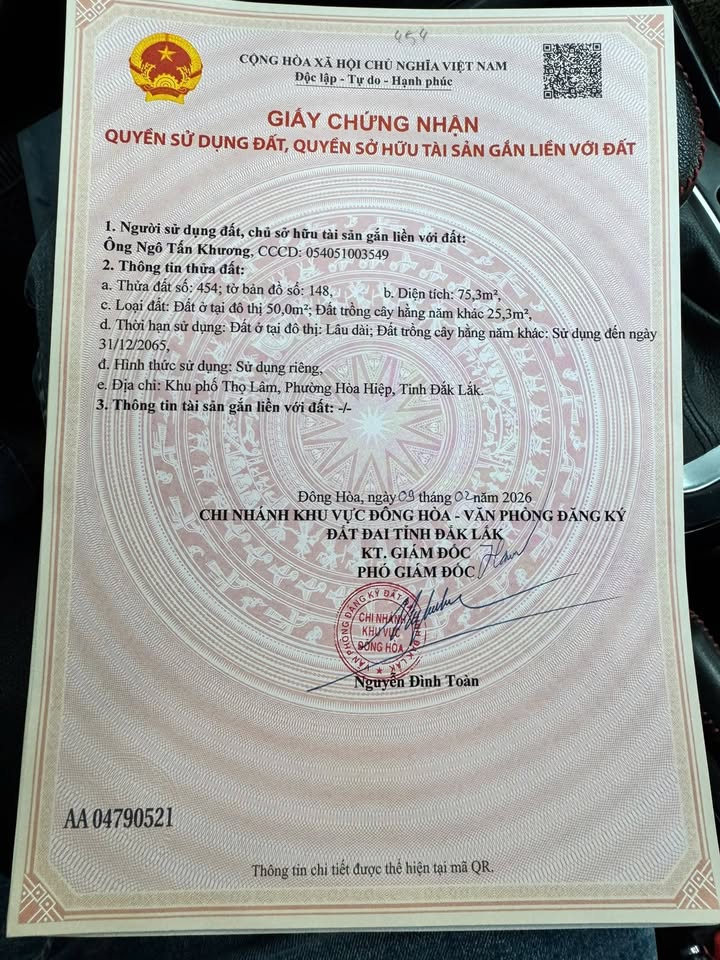 454
CỘNG HÒA XÃ HỘI CHỦ NGHĨA VIỆT NAM
Độc lập - Tự do - Hạnh phúc
GIẤY CHỨNG NHẬN
QUYỀN SỬ DỤNG ĐẤT, QUYỀN SỞ HỮU TÀI SẢN GẮN LIỀN VỚI ĐẤT
1. Người sử dụng đất, chủ sở hữu tài sản gắn liền với đất:
Ông Ngô Tấn Khương, CCCD: 054051003549
2. Thông tin thửa đất:
a. Thửa đất số: 454; tờ bản đồ số: 148, b. Diện tích: 75,3m²,
c. Loại đất: Đất ở tại đô thị 50,0m²; Đất trồng cây hằng năm khác 25,3m²,
d. Thời hạn sử dụng: Đất ở tại đô thị: Lâu dài; Đất trồng cây hằng năm khác: Sử dụng đến ngày
31/12/2065,
đ. Hình thức sử dụng: Sử dụng riêng,
e. Địa chỉ: Khu phố Thọ Lâm, Phường Hòa Hiệp, Tỉnh Đắk Lắk.
3. Thông tin tài sản gắn liền với đất: -/-
Đông Hòa, ngày 09 tháng 02 năm 2026
CHI NHÁNH KHU VỰC ĐÔNG HÒA - VĂN PHÒNG ĐĂNG KÝ
ĐẤT ĐAI TỈNH ĐẮK LẮK
KT. GIÁM ĐỐC
PHÓ GIÁM ĐỐC
CHI NHÁNH
KHU VỰC
ĐÔNG HÒA
Nguyễn Đình Toàn
AA 04790521
Thông tin chi tiết được thể hiện tại mã QR.